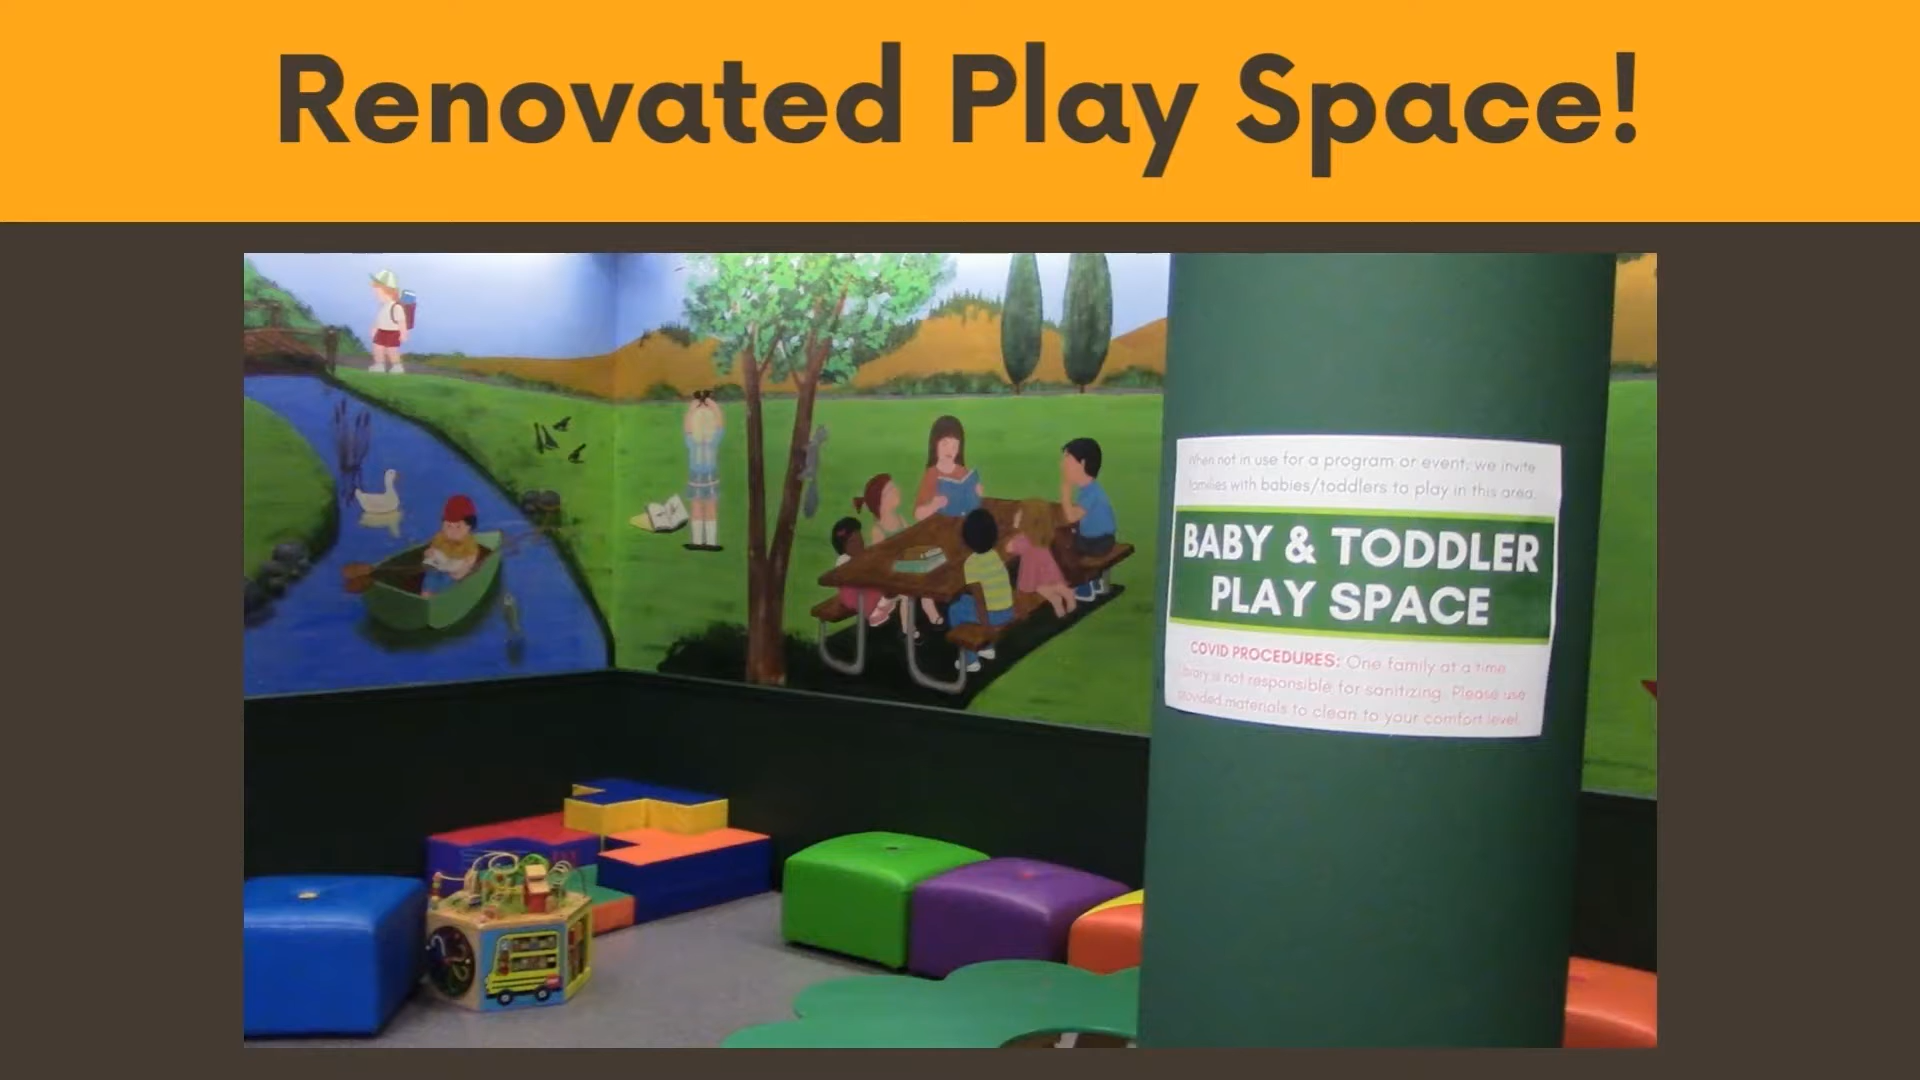 Renovated Play Space!
When not in use for a program or event, we invite
families with babies/toddlers to play in this area.
BABY & TODDLER
PLAY SPACE
COVID PROCEDURES: One family at a time
Library is not responsible for sanitizing. Please use
provided materials to clean to your comfort level.